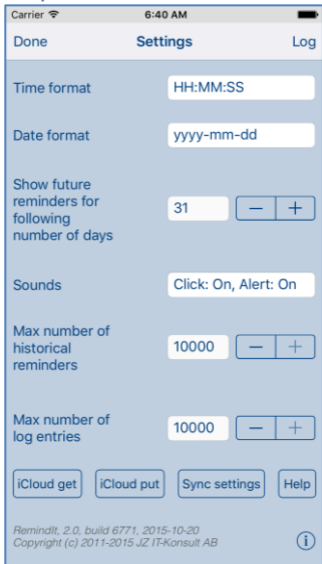 Carrier 6:40 AM
Done Settings Log
Time format HH:MM:SS
Date format yyyy-mm-dd
Show future
reminders for
following
number of days
31 — +
Sounds Click: On, Alert: On
Max number of
historical
reminders
10000 — +
Max number of
log entries
10000 — +
iCloud get iCloud put Sync settings Help
RemindIt, 2.0, build 6771, 2015-10-20
Copyright (c) 2011-2015 JZ IT-Konsult AB
i